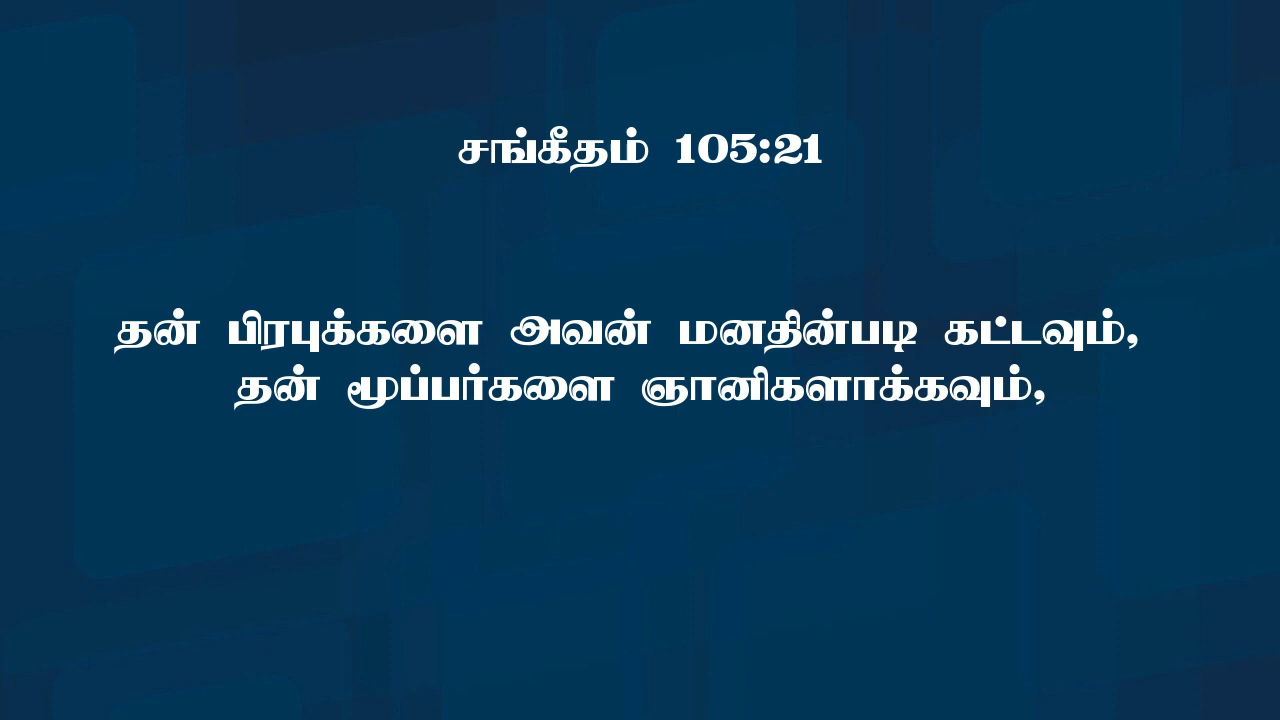 சங்கீதம் 105:21
தன் பிரபுக்களை அவன் மனதின்படி கட்டவும்,
தன் மூப்பர்களை ஞானிகளாக்கவும்,